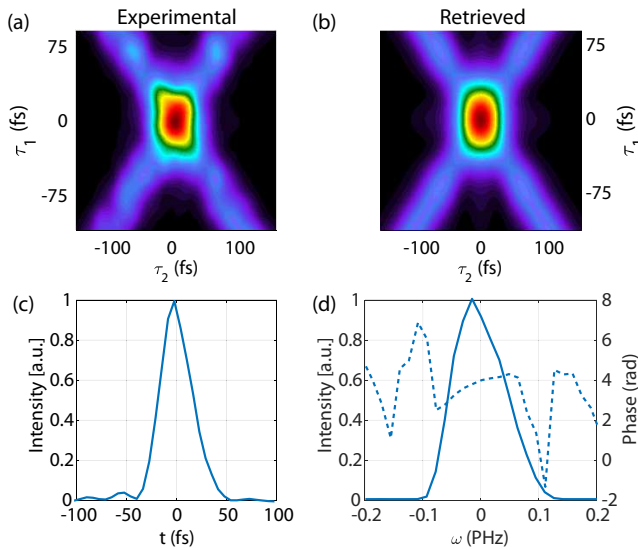 (a) Experimental
75
0
-75
τ1 (fs)
-100 0 100
τ2 (fs)
(b) Retrieved
75
0
-75
τ1 (fs)
-100 0 100
τ2 (fs)
(c)
1
0.8
0.6
0.4
0.2
0
Intensity [a.u.]
-100 -50 0 50 100
t (fs)
(d)
1
0.8
0.6
0.4
0.2
0
Intensity [a.u.]
8
6
4
2
0
-2
Phase (rad)
-0.2 -0.1 0 0.1 0.2
ω (PHz)